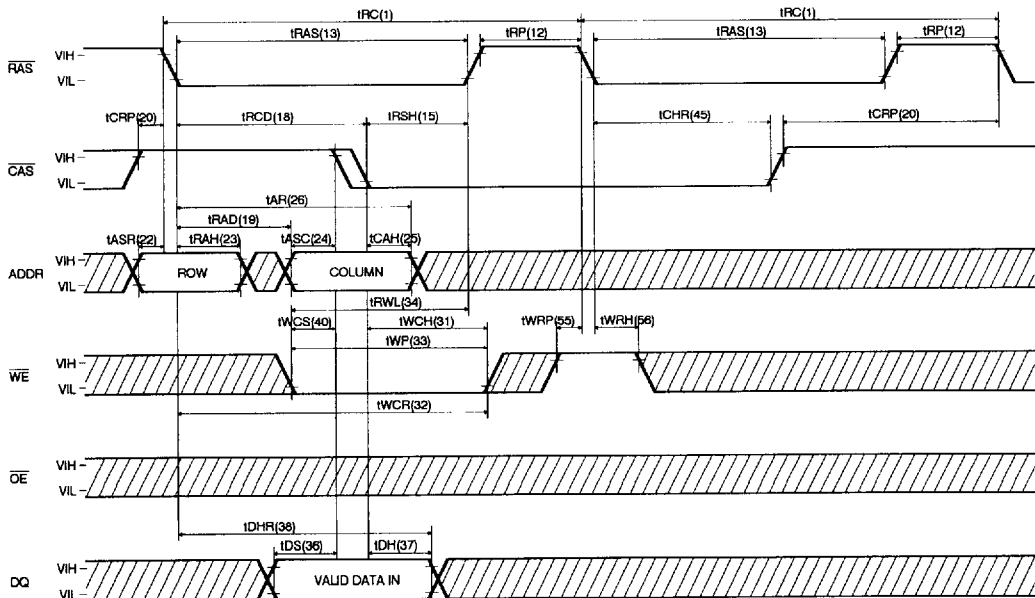 tRC(1) tRC(1)
tRAS(13) tRP(12) tRAS(13) tRP(12)
RAS VIH
VIL
tCRP(20) tRCD(18) tRSH(15) tCHR(45) tCRP(20)
CAS VIH
VIL
tAR(26)
tRAD(19)
tASR(22) tRAH(23) tASC(24) tCAH(25)
ADDR VIH ROW COLUMN
VIL
tRWL(34)
tWCS(40) tWCH(31) tWRP(55) tWRH(56)
tWP(33)
WE VIH
VIL
tWCR(32)
OE VIH
VIL
tDHR(38)
tDS(36) tDH(37)
DQ VIH VALID DATA IN
VIL